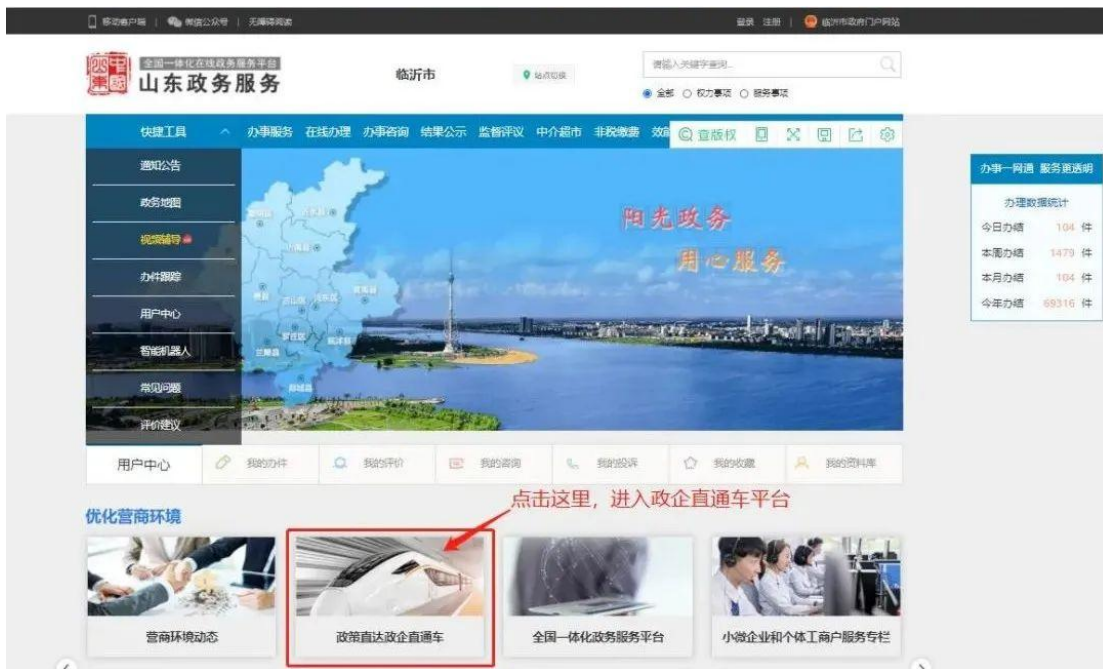 移动客户端 | 微信公众号 | 无障碍阅读
登录 注册 | 临沂市政府门户网站
山東
中國
全国一体化在线政务服务平台
山东政务服务
临沂市
站点切换
请输入关键字查询...
全部 权力事项 服务事项
快捷工具 办事服务 在线办理 办事咨询 结果公示 监督评议 中介超市 非税缴费
查版权
通知公告
政务地图
视频辅导
办件跟踪
用户中心
智能机器人
常见问题
评价建议
阳光政务
用心服务
兰陵县
郯城县
办事一网通 服务更透明
办理数据统计
今日办结 104 件
本周办结 1479 件
本月办结 104 件
今年办结 69316 件
用户中心 我的办件 我的评价 我的咨询 我的投诉 我的收藏 我的资料库
点击这里，进入政企直通车平台
优化营商环境
营商环境动态
政策直达政企直通车
全国一体化政务服务平台
小微企业和个体工商户服务专栏